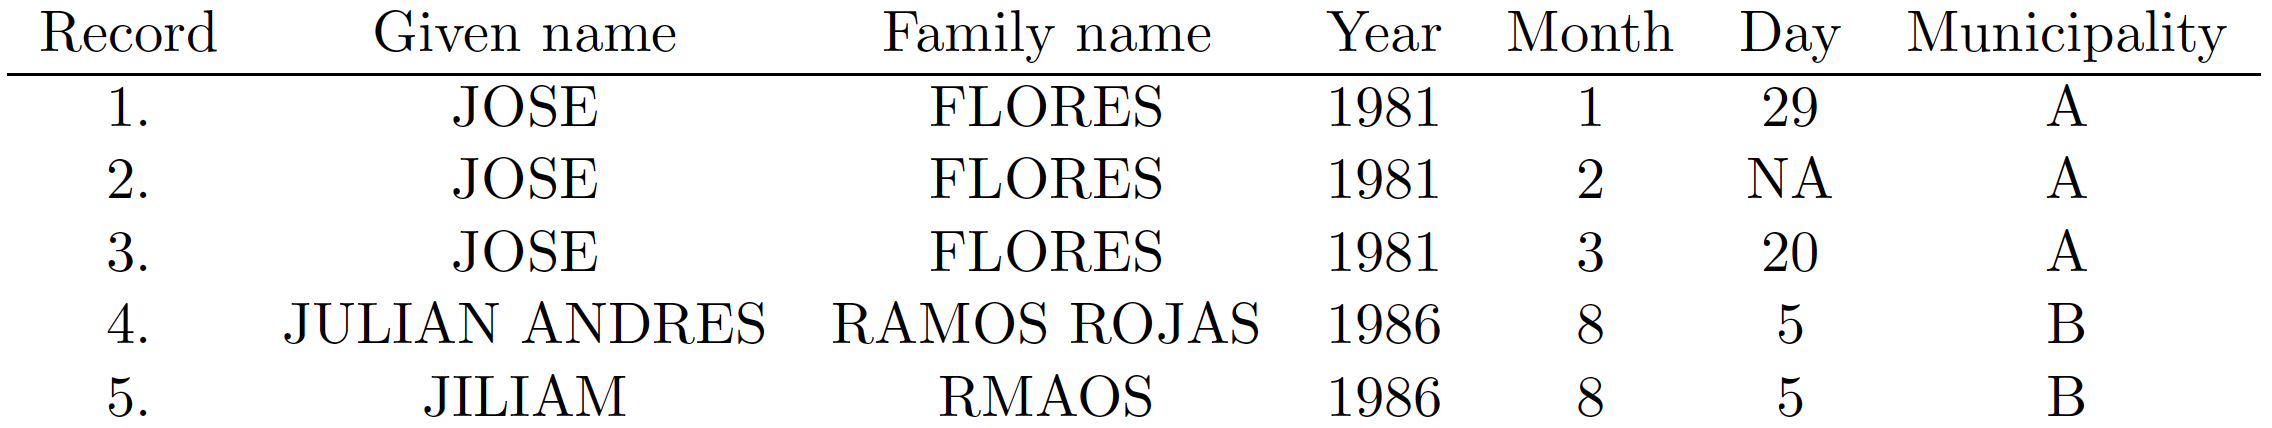 Record Given name Family name Year Month Day Municipality
1. JOSE FLORES 1981 1 29 A
2. JOSE FLORES 1981 2 NA A
3. JOSE FLORES 1981 3 20 A
4. JULIAN ANDRES RAMOS ROJAS 1986 8 5 B
5. JILIAM RMAOS 1986 8 5 B